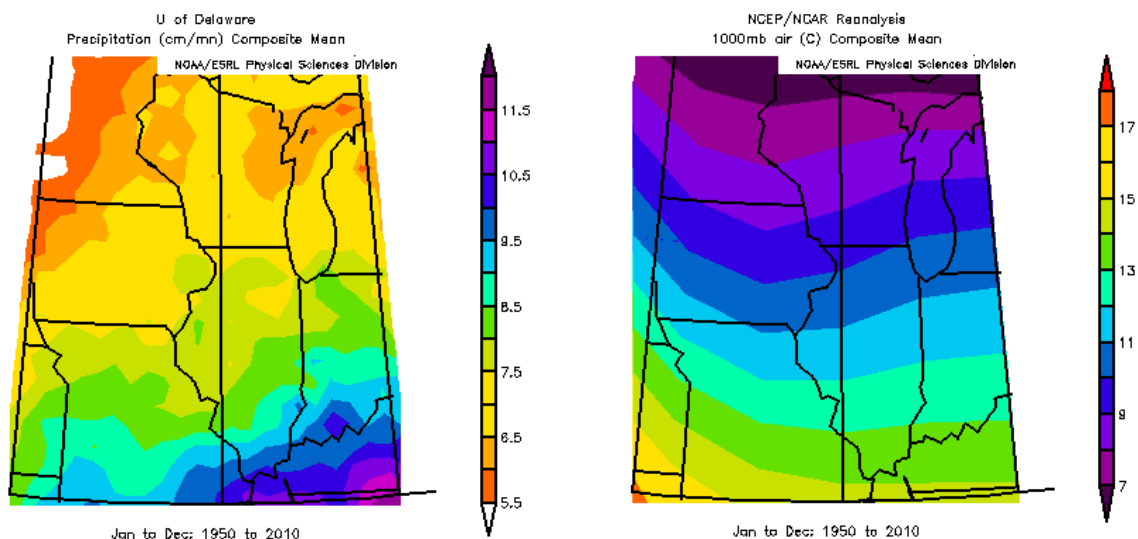 U of Delaware
Precipitation (cm/mn) Composite Mean
NOAA/ESRL Physical Sciences Division
11.5
10.5
9.5
8.5
7.5
6.5
5.5
Jan to Dec: 1950 to 2010
NCEP/NCAR Reanalysis
1000mb air (C) Composite Mean
NOAA/ESRL Physical Sciences Division
17
15
13
11
9
7
Jan to Dec: 1950 to 2010